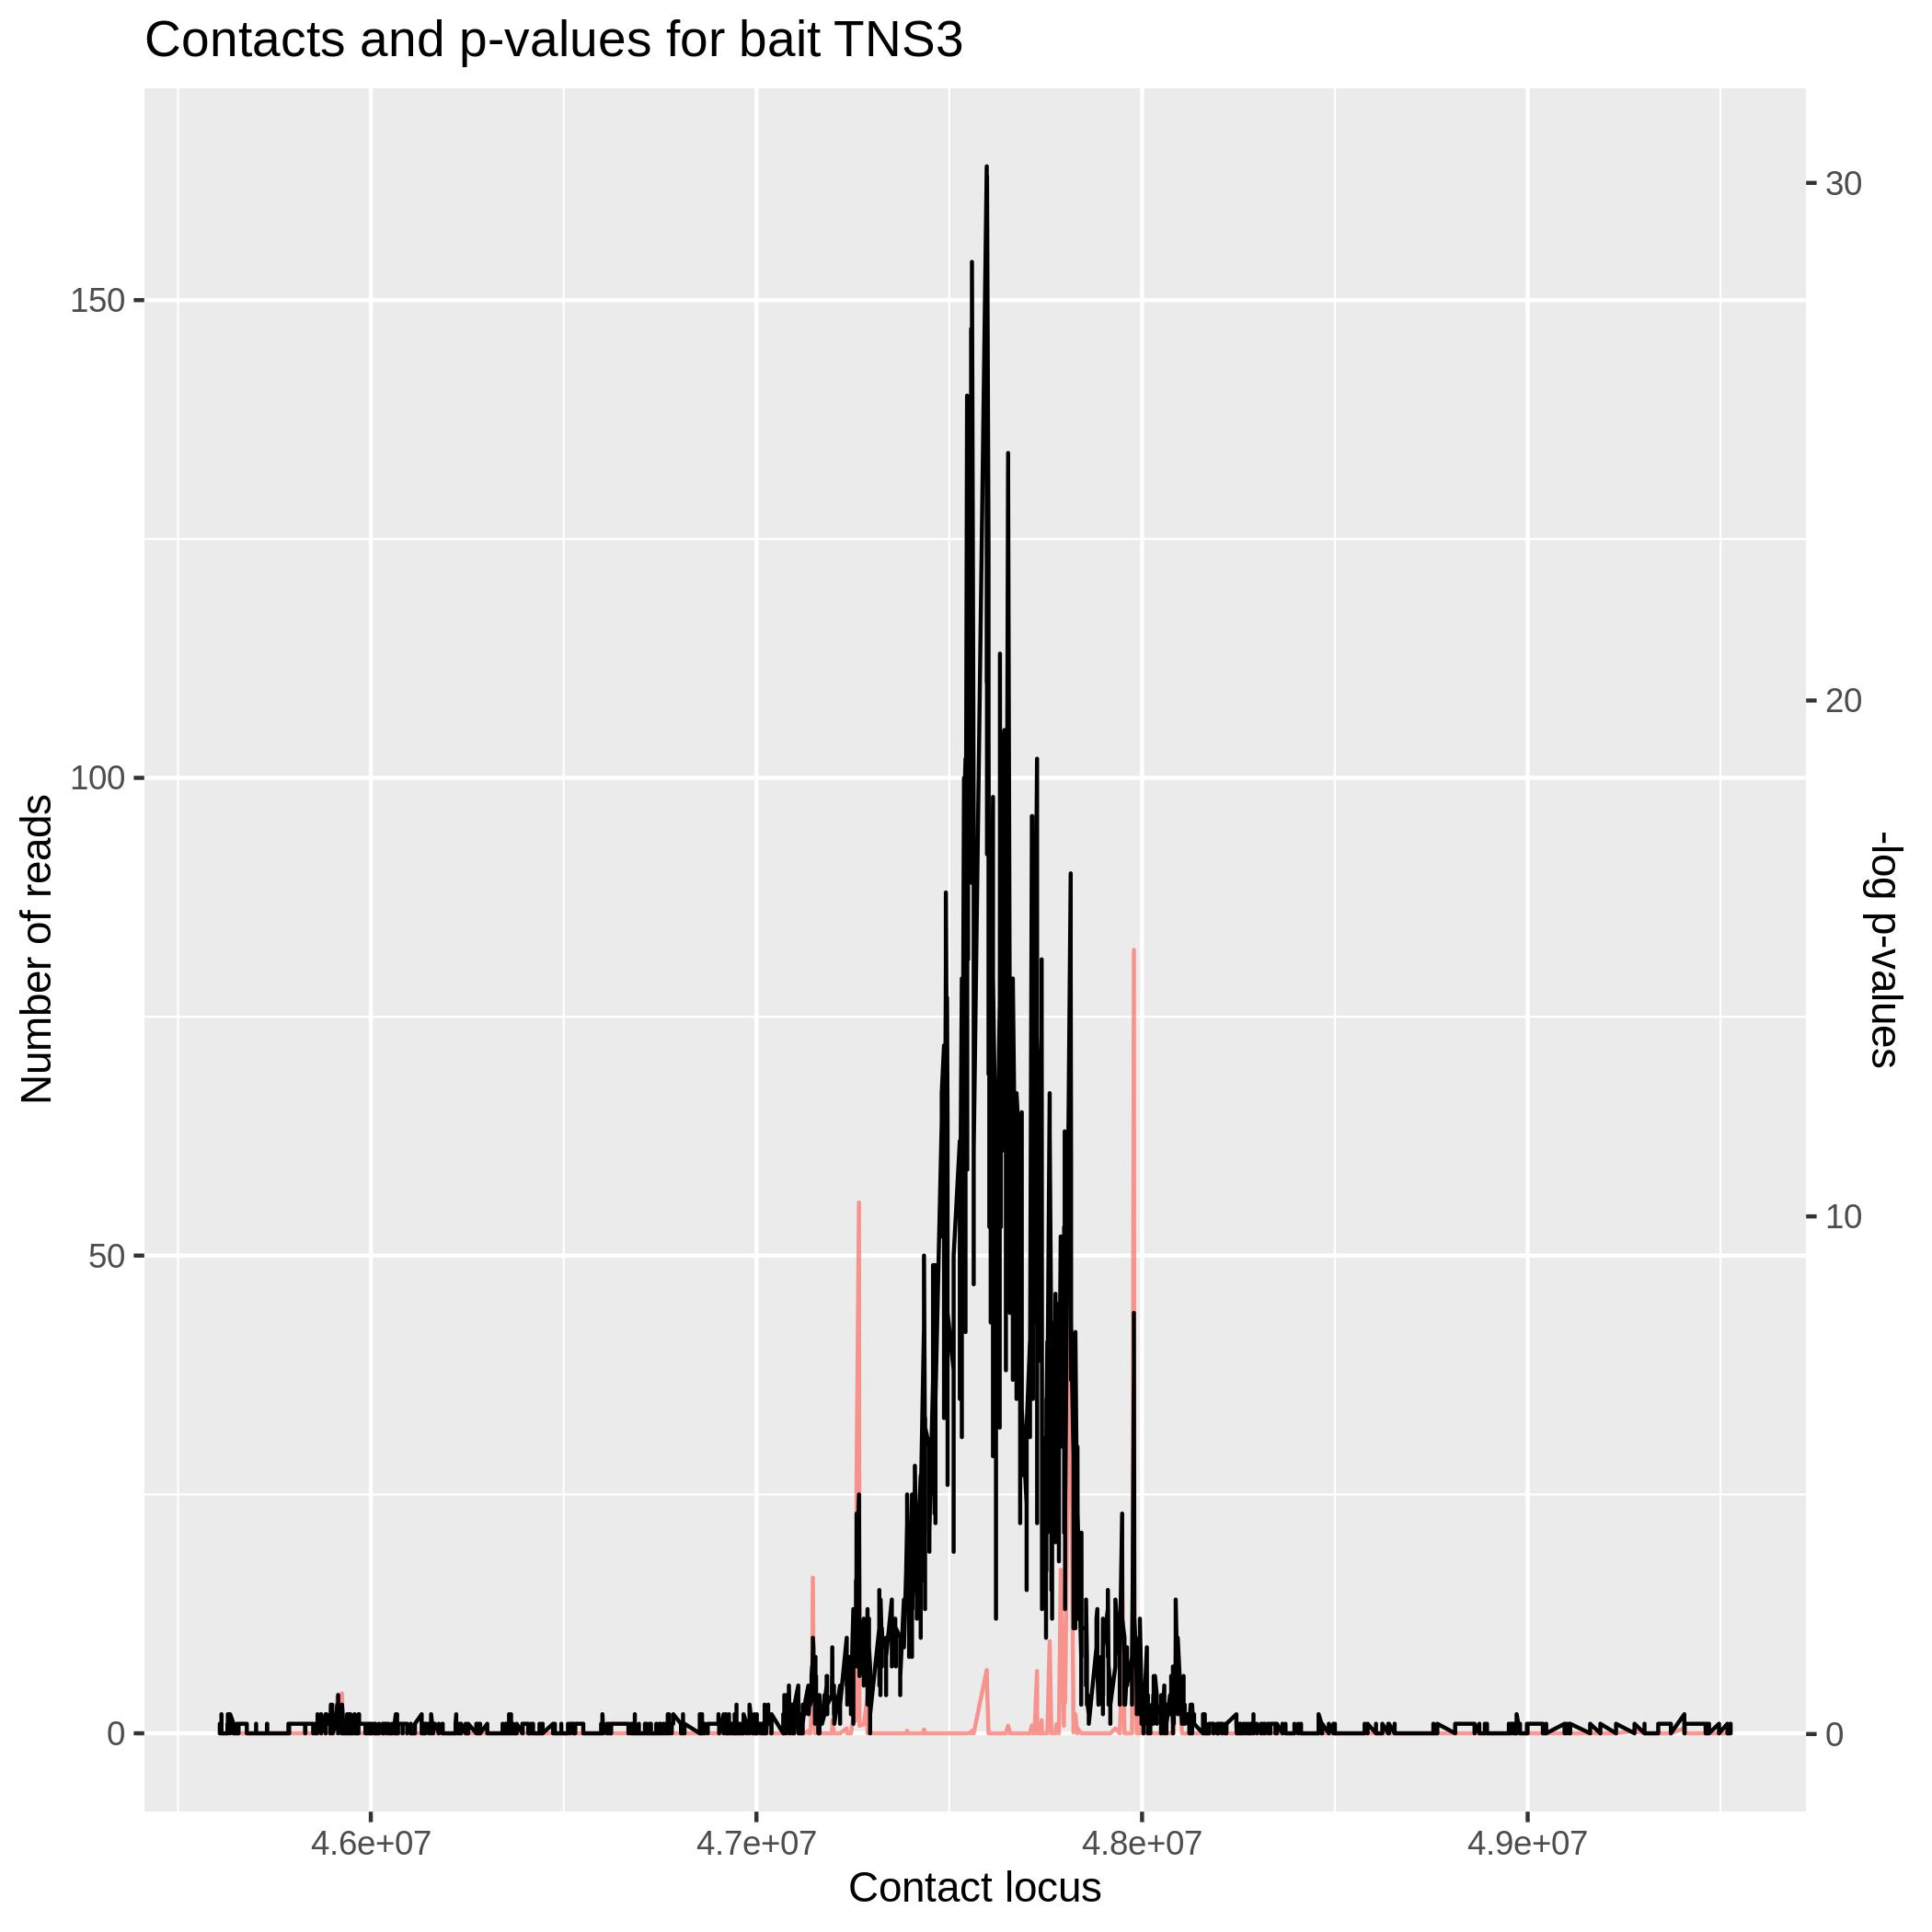 Contacts and p-values for bait TNS3
Number of reads
150
100
50
0
30
20
10
0
-log p-values
4.6e+07
4.7e+07
4.8e+07
4.9e+07
Contact locus